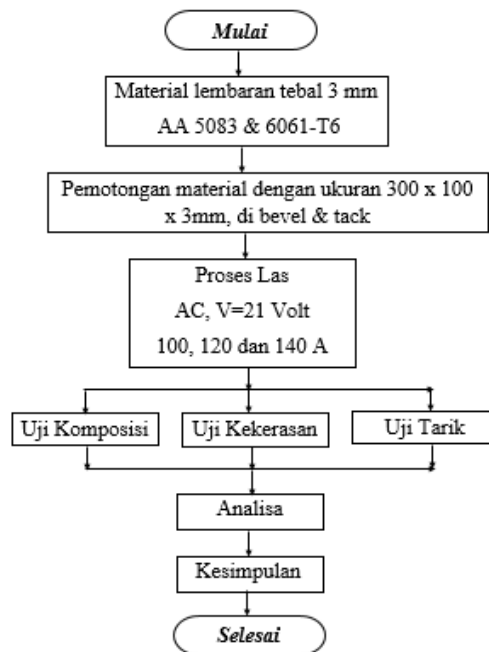 Mulai
Material lembaran tebal 3 mm
AA 5083 & 6061-T6
Pemotongan material dengan ukuran 300 x 100
x 3mm, di bevel & tack
Proses Las
AC, V=21 Volt
100, 120 dan 140 A
Uji Komposisi
Uji Kekerasan
Uji Tarik
Analisa
Kesimpulan
Selesai